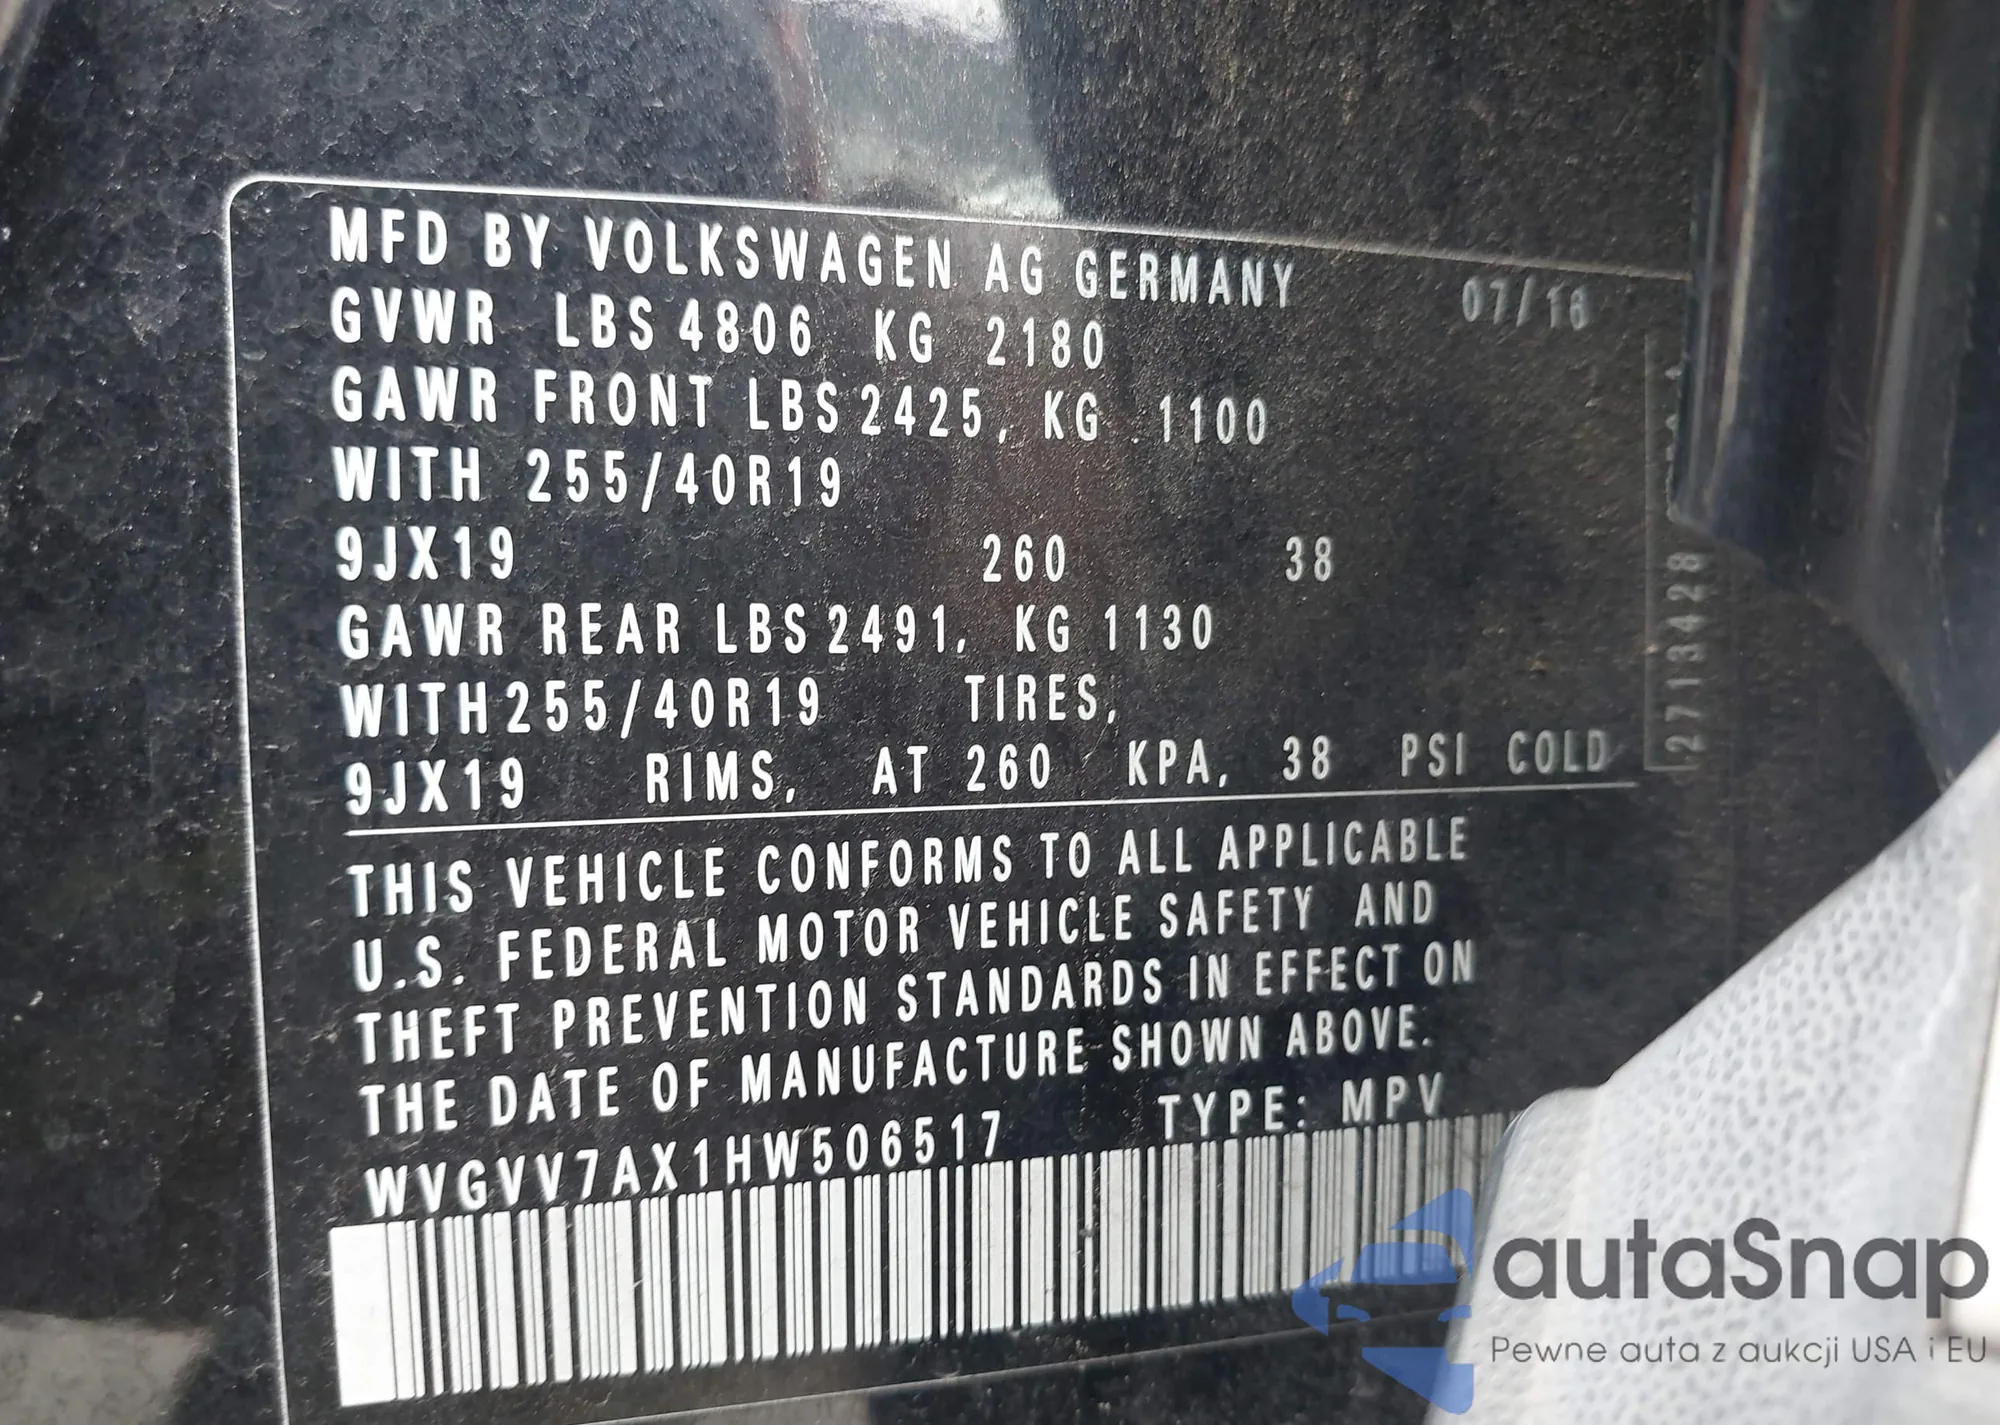 MFD BY VOLKSWAGEN AG GERMANY 07/16
GVWR LBS 4806 KG 2180
GAWR FRONT LBS 2425, KG 1100
WITH 255/40R19
9JX19 260 38
GAWR REAR LBS 2491, KG 1130
WITH 255/40R19 TIRES,
9JX19 RIMS, AT 260 KPA, 38 PSI COLD
2713428
THIS VEHICLE CONFORMS TO ALL APPLICABLE
U.S. FEDERAL MOTOR VEHICLE SAFETY AND
THEFT PREVENTION STANDARDS IN EFFECT ON
THE DATE OF MANUFACTURE SHOWN ABOVE.
WVGVV7AX1HW506517 TYPE: MPV
autaSnap
Pewne auta z aukcji USA i EU